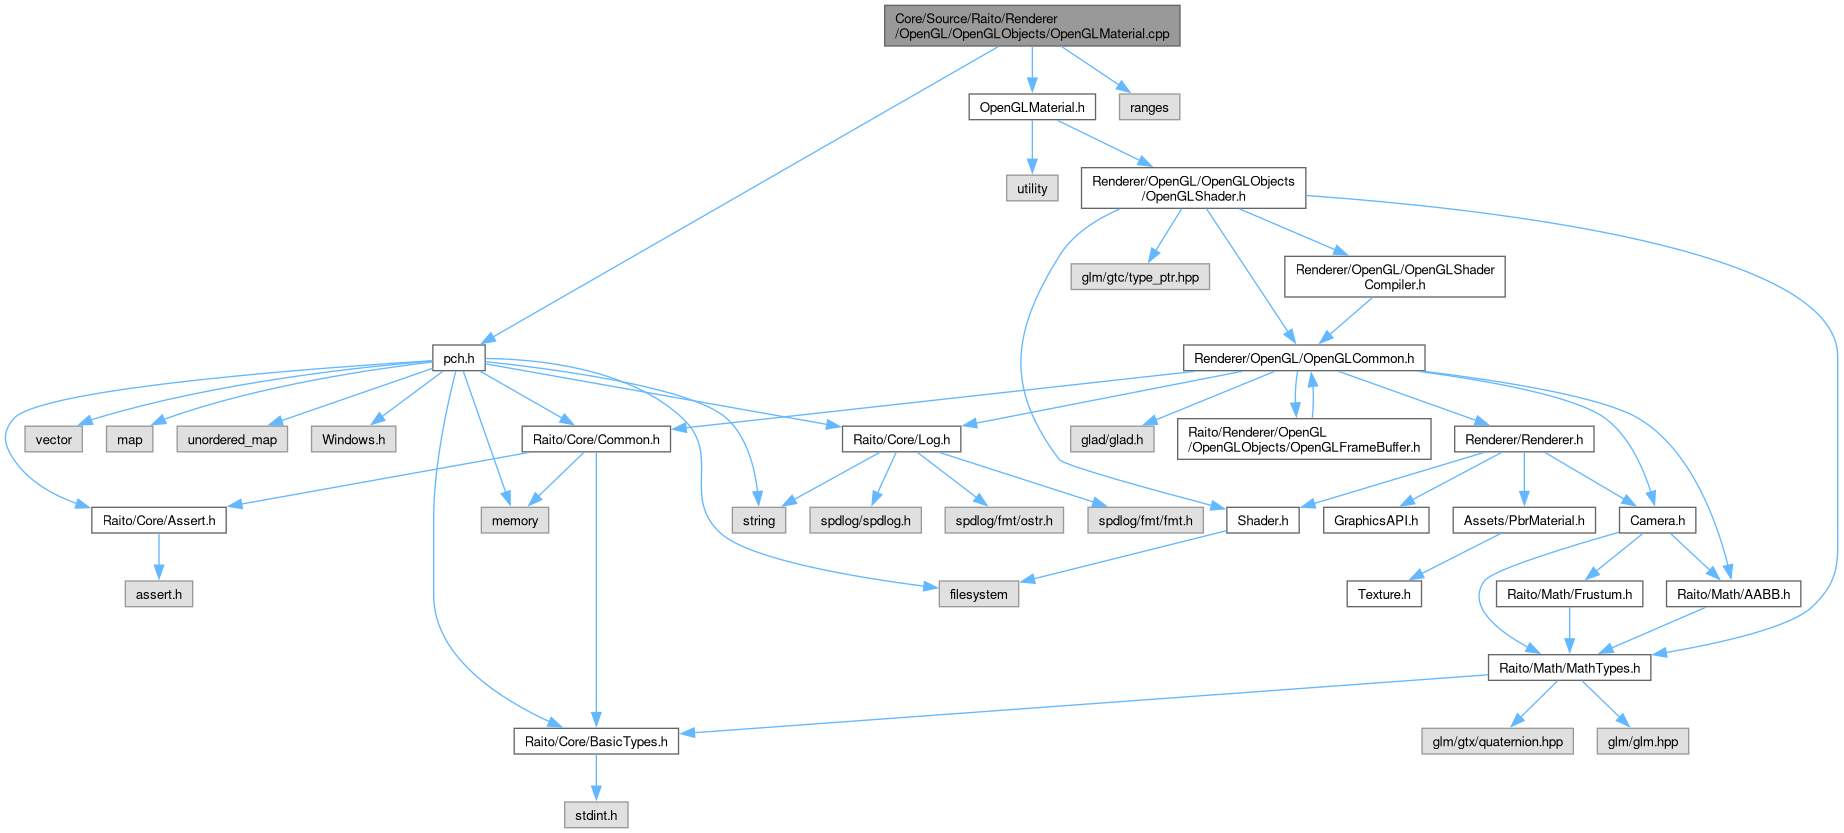 Core/Source/Raito/Renderer
/OpenGL/OpenGLObjects/OpenGLMaterial.cpp
OpenGLMaterial.h
ranges
utility
Renderer/OpenGL/OpenGLObjects
/OpenGLShader.h
glm/gtc/type_ptr.hpp
Renderer/OpenGL/OpenGLShader
Compiler.h
pch.h
Renderer/OpenGL/OpenGLCommon.h
vector
map
unordered_map
Windows.h
Raito/Core/Common.h
Raito/Core/Log.h
glad/glad.h
Raito/Renderer/OpenGL
/OpenGLObjects/OpenGLFrameBuffer.h
Renderer/Renderer.h
Raito/Core/Assert.h
memory
string
spdlog/spdlog.h
spdlog/fmt/ostr.h
spdlog/fmt/fmt.h
Shader.h
GraphicsAPI.h
Assets/PbrMaterial.h
Camera.h
assert.h
filesystem
Texture.h
Raito/Math/Frustum.h
Raito/Math/AABB.h
Raito/Math/MathTypes.h
Raito/Core/BasicTypes.h
glm/gtx/quaternion.hpp
glm/glm.hpp
stdint.h